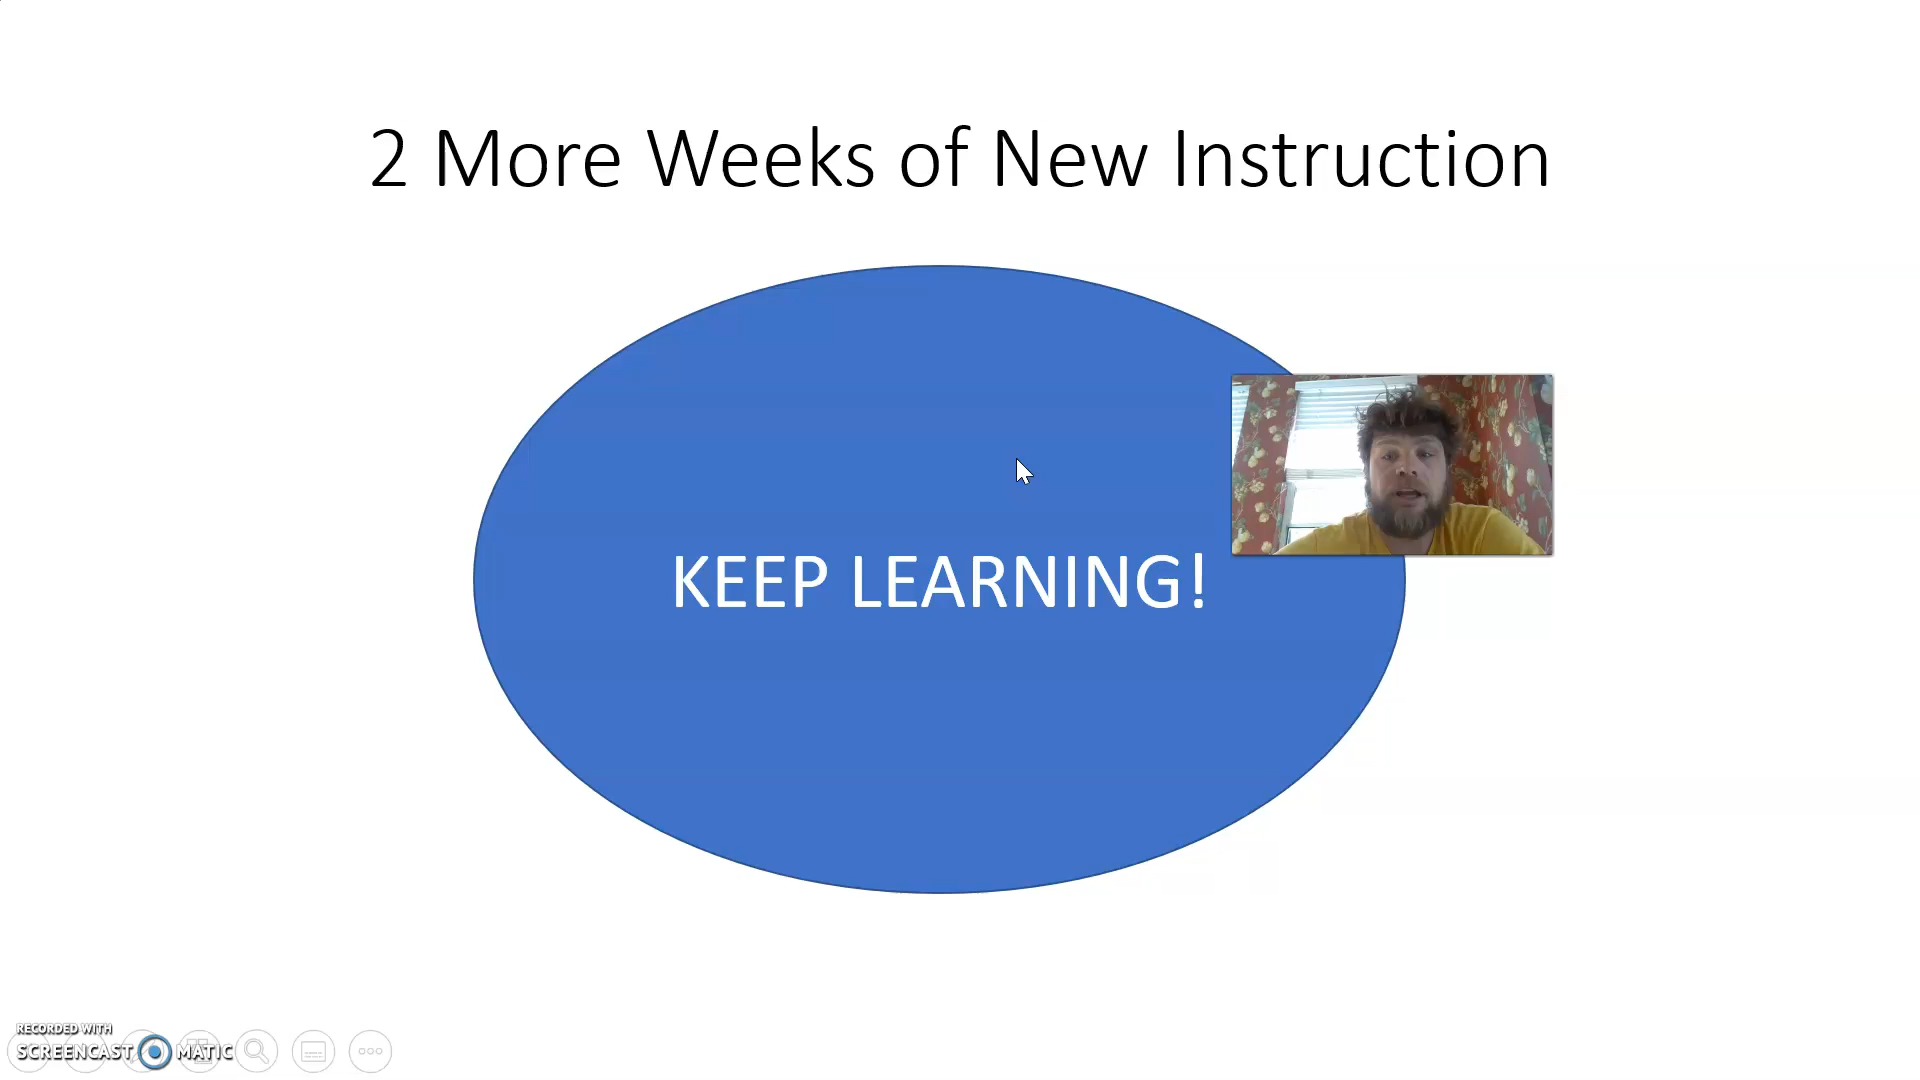 2 More Weeks of New Instruction
KEEP LEARNING!
RECORDED WITH
SCREENCAST MATIC